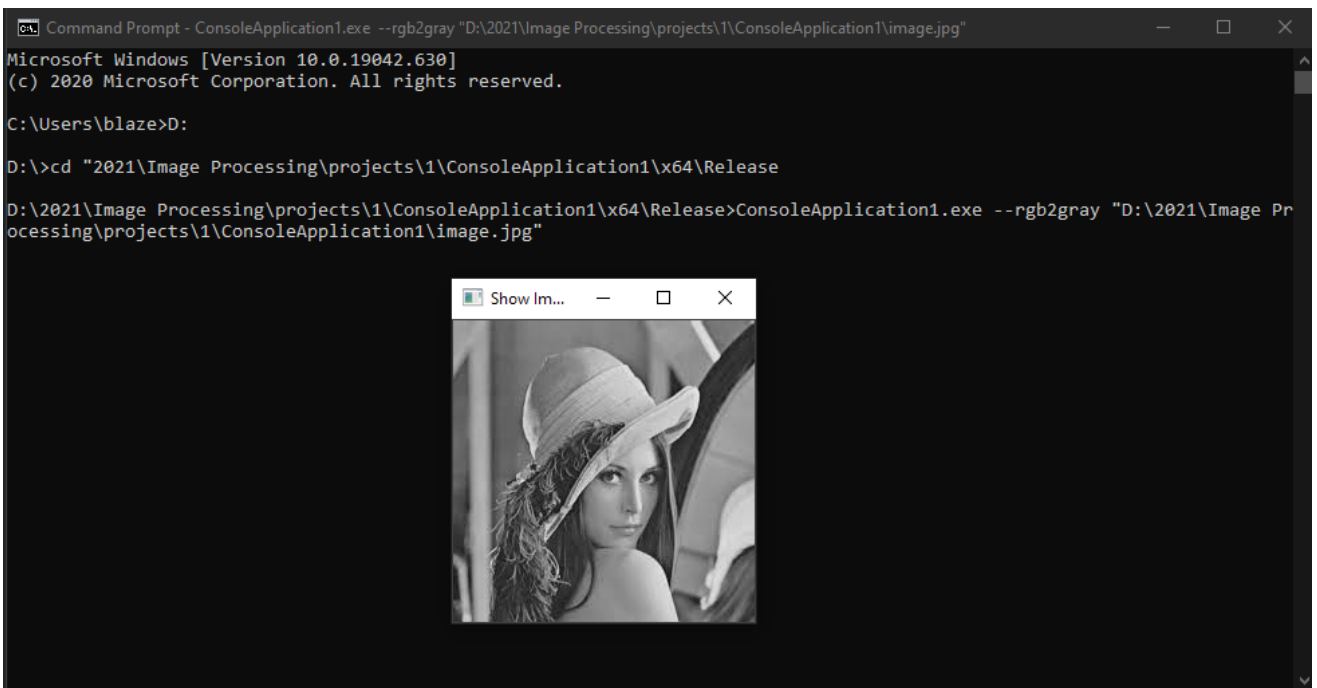 Command Prompt - ConsoleApplication1.exe --rgb2gray "D:\2021\Image Processing\projects\1\ConsoleApplication1\image.jpg"
Microsoft Windows [Version 10.0.19042.630]
(c) 2020 Microsoft Corporation. All rights reserved.
C:\Users\blaze>D:
D:\>cd "2021\Image Processing\projects\1\ConsoleApplication1\x64\Release
D:\2021\Image Processing\projects\1\ConsoleApplication1\x64\Release>ConsoleApplication1.exe --rgb2gray "D:\2021\Image Pr
ocessing\projects\1\ConsoleApplication1\image.jpg"
Show Im...